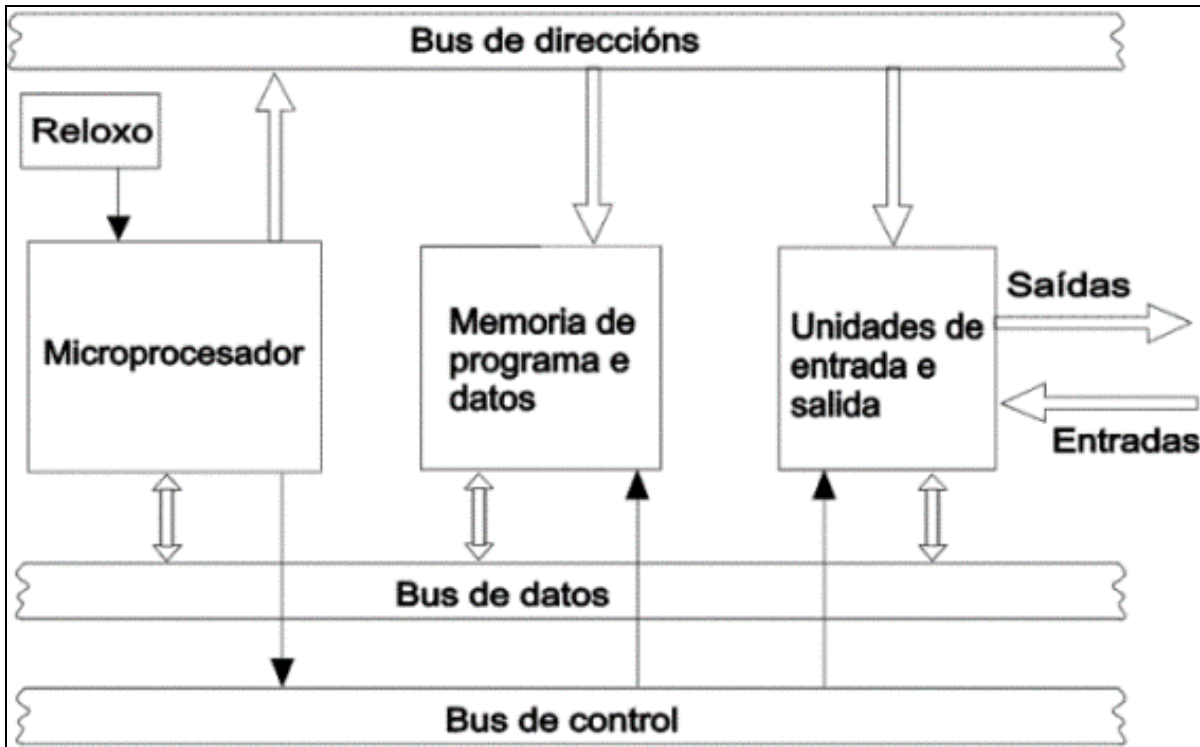 Bus de direccións
Reloxo
Microprocesador
Memoria de
programa e
datos
Unidades de
entrada e
salida
Saídas
Entradas
Bus de datos
Bus de control